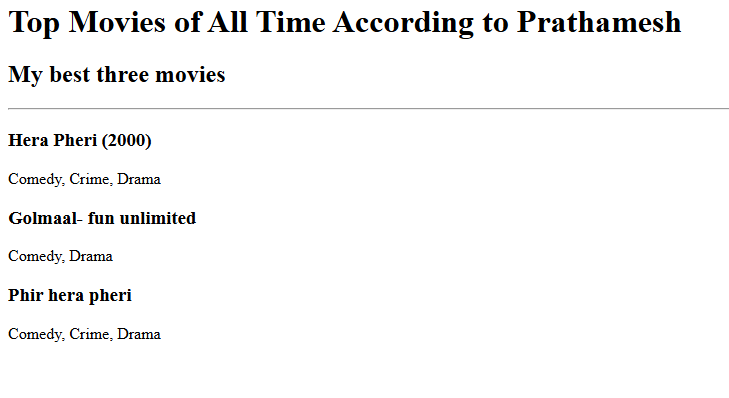 Top Movies of All Time According to Prathamesh
My best three movies
Hera Pheri (2000)
Comedy, Crime, Drama
Golmaal- fun unlimited
Comedy, Drama
Phir hera pheri
Comedy, Crime, Drama